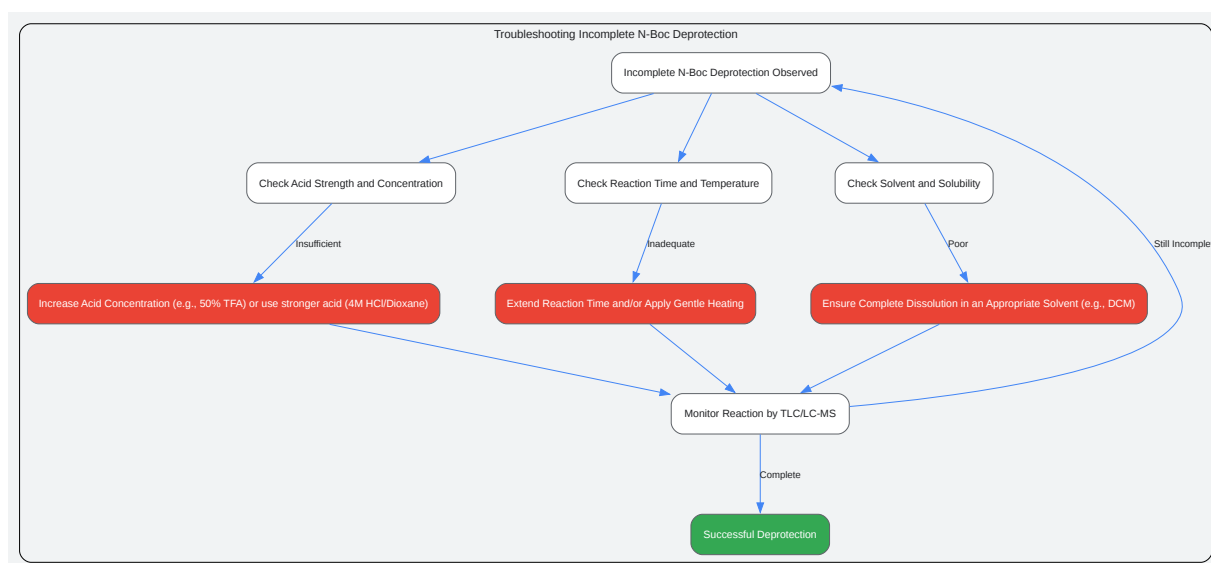 Troubleshooting Incomplete N-Boc Deprotection
Incomplete N-Boc Deprotection Observed
Check Acid Strength and Concentration
Check Reaction Time and Temperature
Check Solvent and Solubility
Insufficient
Inadequate
Poor
Still Incomplet
Increase Acid Concentration (e.g., 50% TFA) or use stronger acid (4M HCl/Dioxane)
Extend Reaction Time and/or Apply Gentle Heating
Ensure Complete Dissolution in an Appropriate Solvent (e.g., DCM)
Monitor Reaction by TLC/LC-MS
Complete
Successful Deprotection